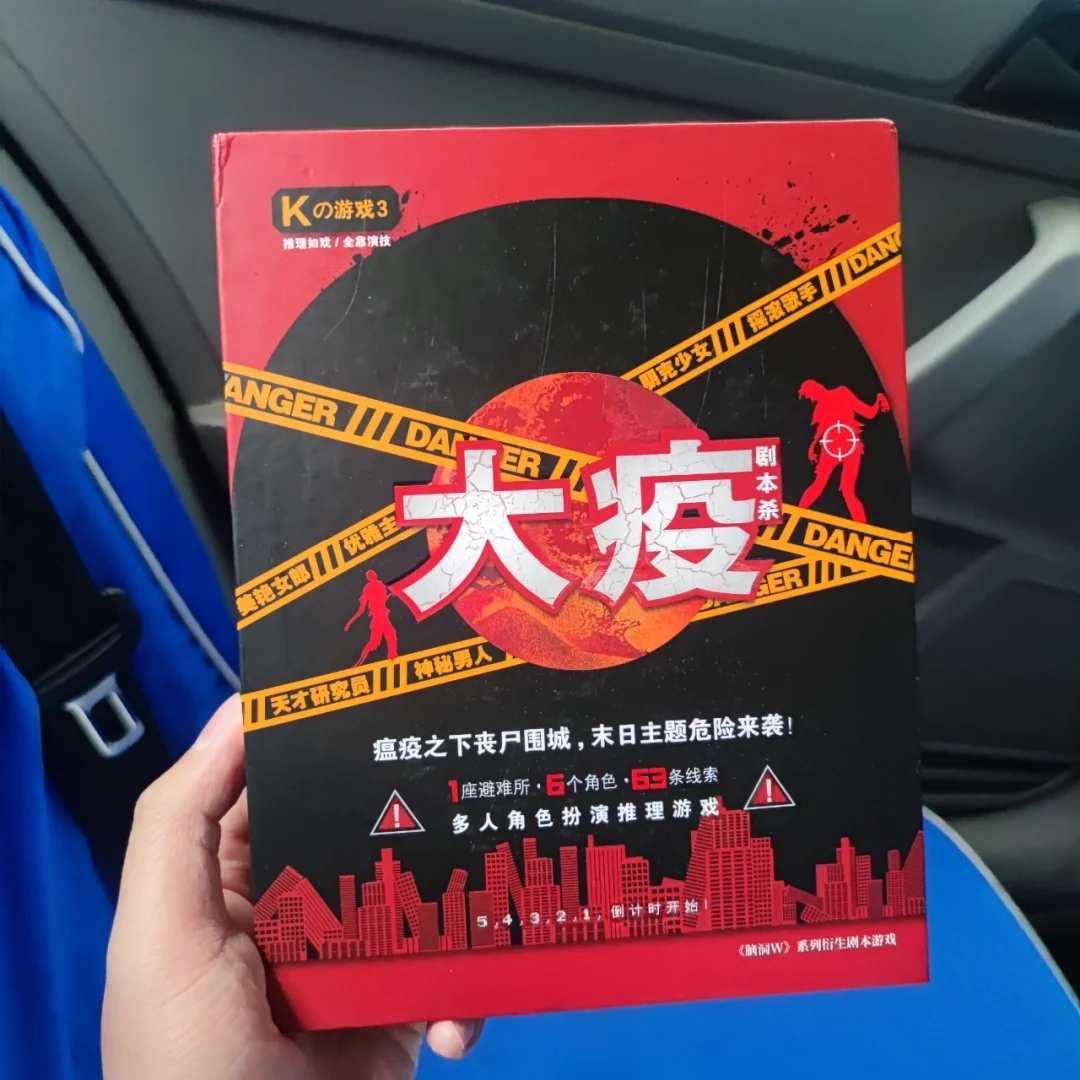 Kの游戏3
推理如戏 / 全靠演技
DANGER
摇滚歌手
朋克少女
ANGER
DANGER
大疫
剧本杀
DANGE
优雅主
美艳女郎
天才研究员
神秘男人
瘟疫之下丧尸围城，末日主题危险来袭！
1座避难所·6个角色·63条线索
多人角色扮演推理游戏
5,4,3,2,1,倒计时开始！
《脑洞W》系列衍生剧本游戏